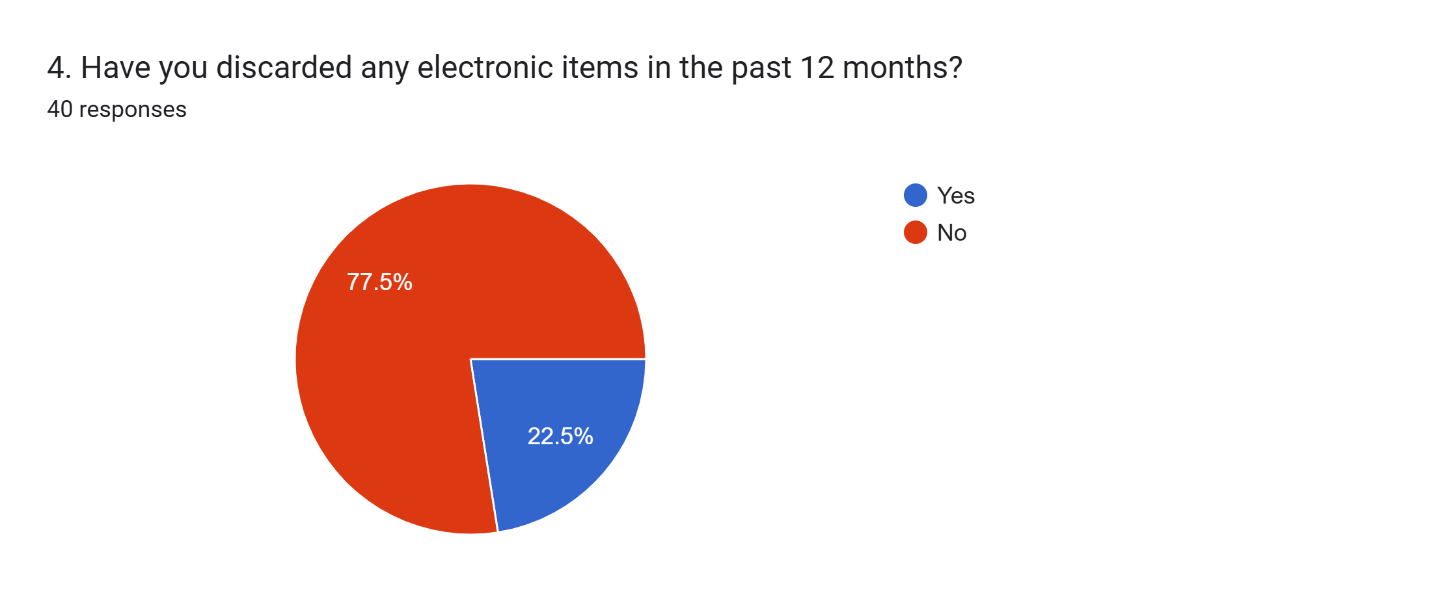 4. Have you discarded any electronic items in the past 12 months?
40 responses
Yes
No
77.5%
22.5%